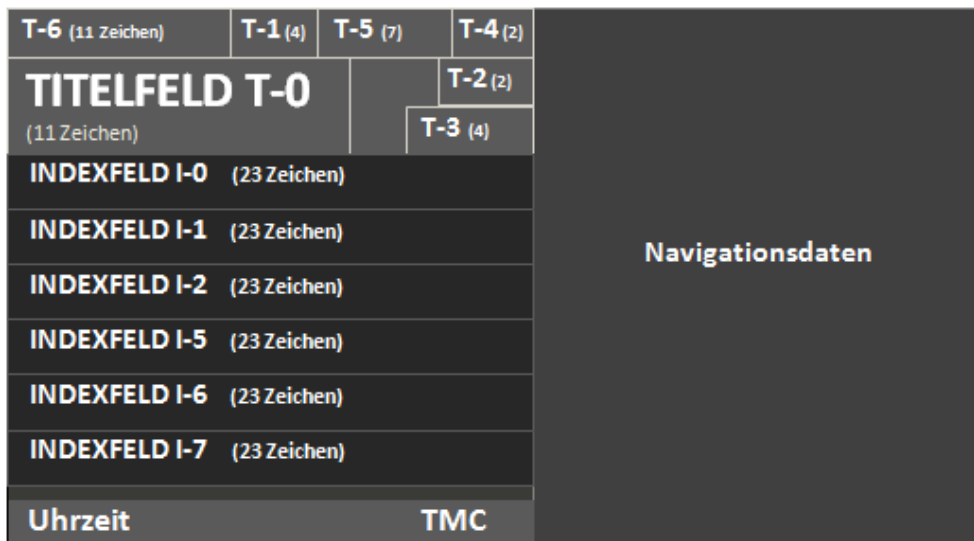 T-6 (11 Zeichen) T-1 (4) T-5 (7) T-4 (2)
TITELFELD T-0 T-2 (2)
(11 Zeichen) T-3 (4)
INDEXFELD I-0 (23 Zeichen)
INDEXFELD I-1 (23 Zeichen)
INDEXFELD I-2 (23 Zeichen)
INDEXFELD I-5 (23 Zeichen)
INDEXFELD I-6 (23 Zeichen)
INDEXFELD I-7 (23 Zeichen)
Uhrzeit TMC
Navigationsdaten